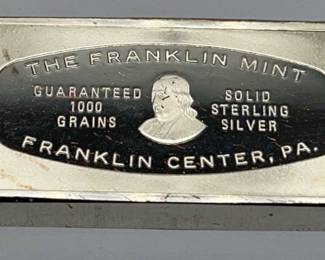 THE FRANKLIN MINT
GUARANTEED SOLID
1000 STERLING
GRAINS SILVER
FRANKLIN CENTER, PA.